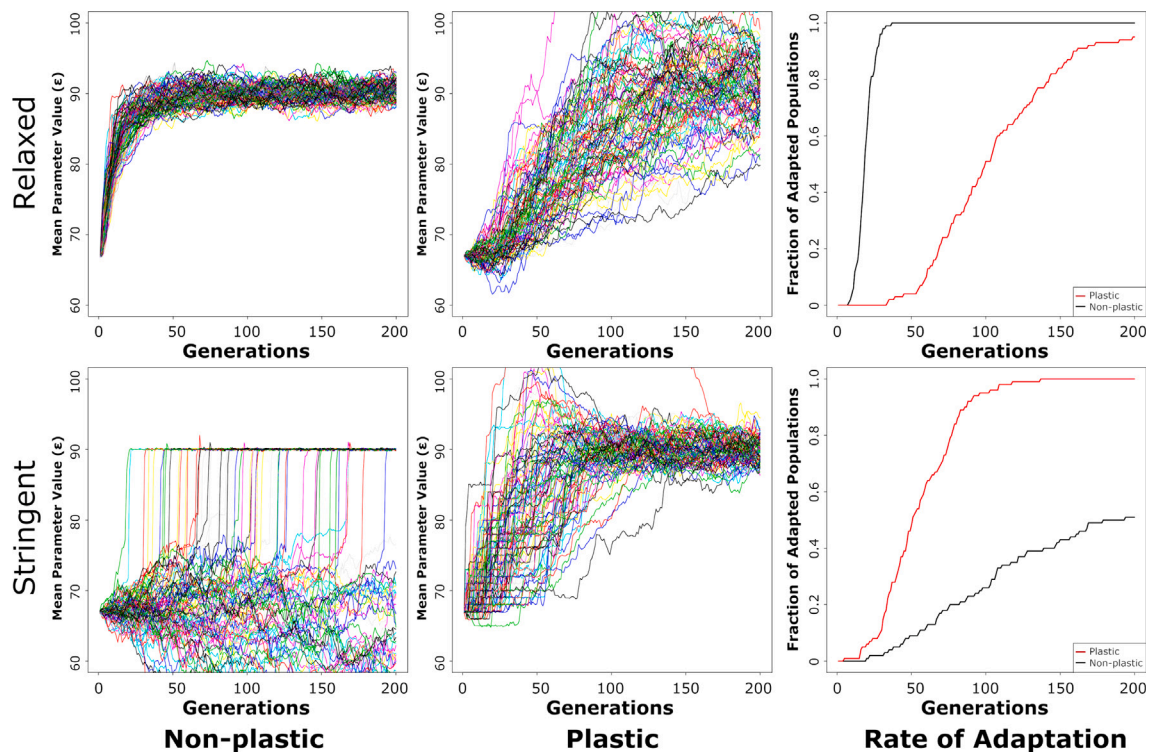 Relaxed
Mean Parameter Value (ε)
100
90
80
70
60
0 50 100 150 200
Generations
Mean Parameter Value (ε)
100
90
80
70
60
0 50 100 150 200
Generations
Fraction of Adapted Populations
1.0
0.8
0.6
0.4
0.2
0
Plastic
Non-plastic
0 50 100 150 200
Generations
Stringent
Mean Parameter Value (ε)
100
90
80
70
60
0 50 100 150 200
Generations
Mean Parameter Value (ε)
100
90
80
70
60
0 50 100 150 200
Generations
Fraction of Adapted Populations
1.0
0.8
0.6
0.4
0.2
0
Plastic
Non-plastic
0 50 100 150 200
Generations
Non-plastic
Plastic
Rate of Adaptation